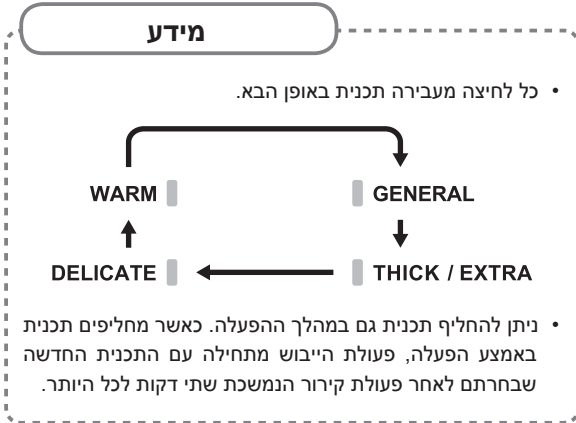 מידע
• כל לחיצה מעבירה תכנית באופן הבא.
WARM GENERAL
DELICATE THICK / EXTRA
• ניתן להחליף תכנית גם במהלך ההפעלה. כאשר מחליפים תכנית
באמצע הפעלה, פעולת הייבוש מתחילה עם התכנית החדשה
שבחרתם לאחר פעולת קירור הנמשכת שתי דקות לכל היותר.